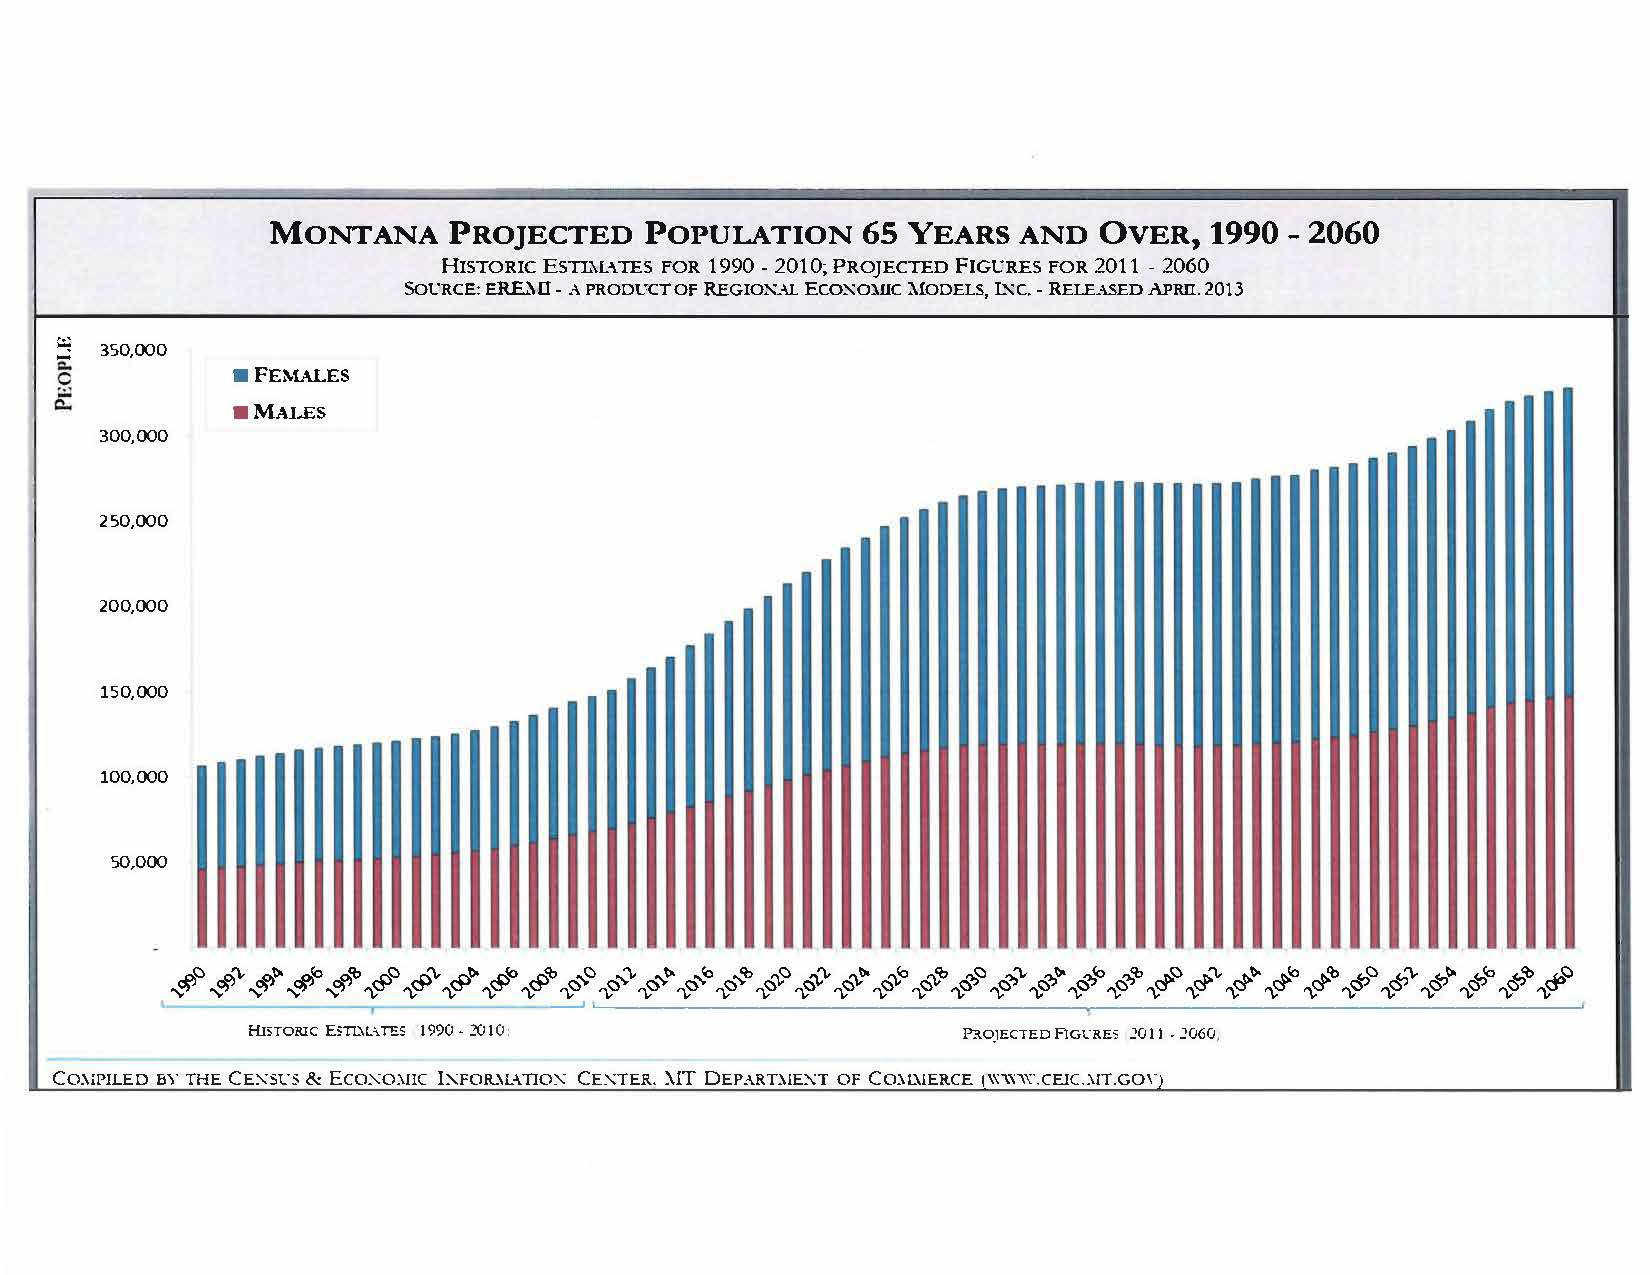 MONTANA PROJECTED POPULATION 65 YEARS AND OVER, 1990 - 2060
HISTORIC ESTIMATES FOR 1990 - 2010; PROJECTED FIGURES FOR 2011 - 2060
SOURCE: EREMI - A PRODUCT OF REGIONAL ECONOMIC MODELS, INC. - RELEASED APRIL 2013
PEOPLE
350,000
300,000
250,000
200,000
150,000
100,000
50,000
-
FEMALES
MALES
1990 1992 1994 1996 1998 2000 2002 2004 2006 2008 2010 2012 2014 2016 2018 2020 2022 2024 2026 2028 2030 2032 2034 2036 2038 2040 2042 2044 2046 2048 2050 2052 2054 2056 2058 2060
HISTORIC ESTIMATES (1990 - 2010)
PROJECTED FIGURES (2011 - 2060)
COMPILED BY THE CENSUS & ECONOMIC INFORMATION CENTER, MT DEPARTMENT OF COMMERCE (WWW.CEIC.MT.GOV)